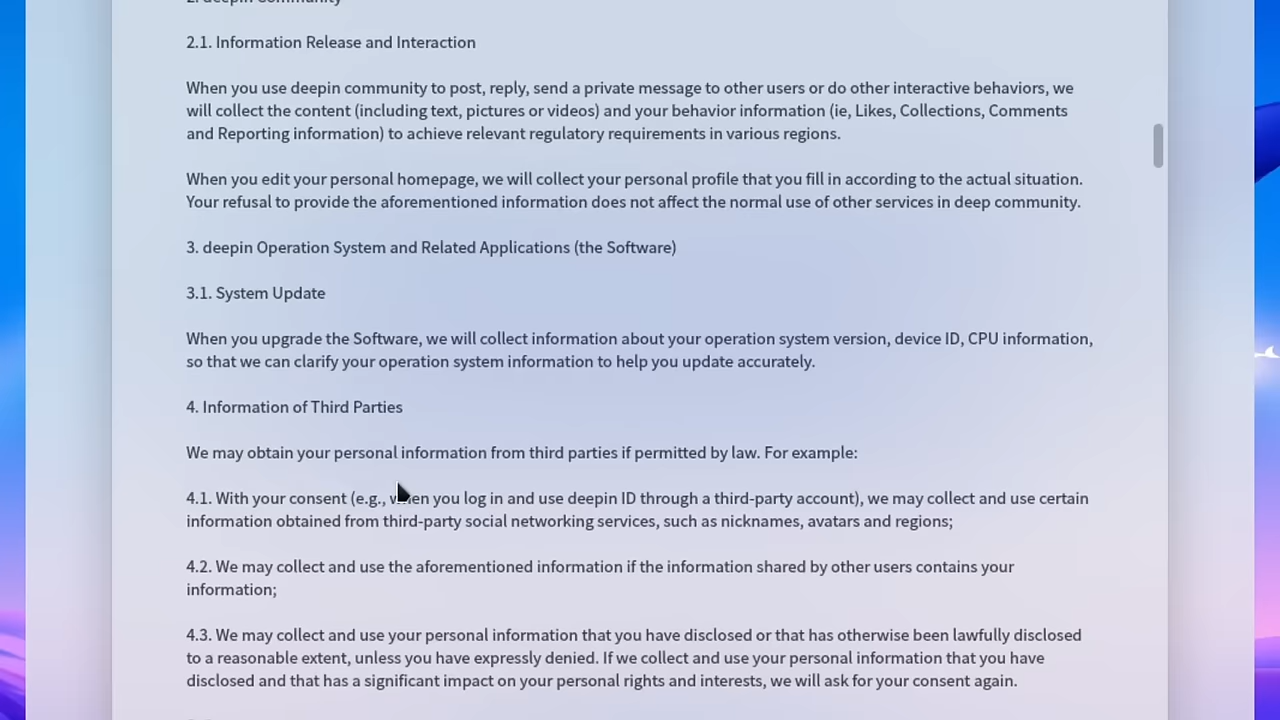 2. deepin Community
2.1. Information Release and Interaction
When you use deepin community to post, reply, send a private message to other users or do other interactive behaviors, we
will collect the content (including text, pictures or videos) and your behavior information (ie, Likes, Collections, Comments
and Reporting information) to achieve relevant regulatory requirements in various regions.
When you edit your personal homepage, we will collect your personal profile that you fill in according to the actual situation.
Your refusal to provide the aforementioned information does not affect the normal use of other services in deep community.
3. deepin Operation System and Related Applications (the Software)
3.1. System Update
When you upgrade the Software, we will collect information about your operation system version, device ID, CPU information,
so that we can clarify your operation system information to help you update accurately.
4. Information of Third Parties
We may obtain your personal information from third parties if permitted by law. For example:
4.1. With your consent (e.g., when you log in and use deepin ID through a third-party account), we may collect and use certain
information obtained from third-party social networking services, such as nicknames, avatars and regions;
4.2. We may collect and use the aforementioned information if the information shared by other users contains your
information;
4.3. We may collect and use your personal information that you have disclosed or that has otherwise been lawfully disclosed
to a reasonable extent, unless you have expressly denied. If we collect and use your personal information that you have
disclosed and that has a significant impact on your personal rights and interests, we will ask for your consent again.